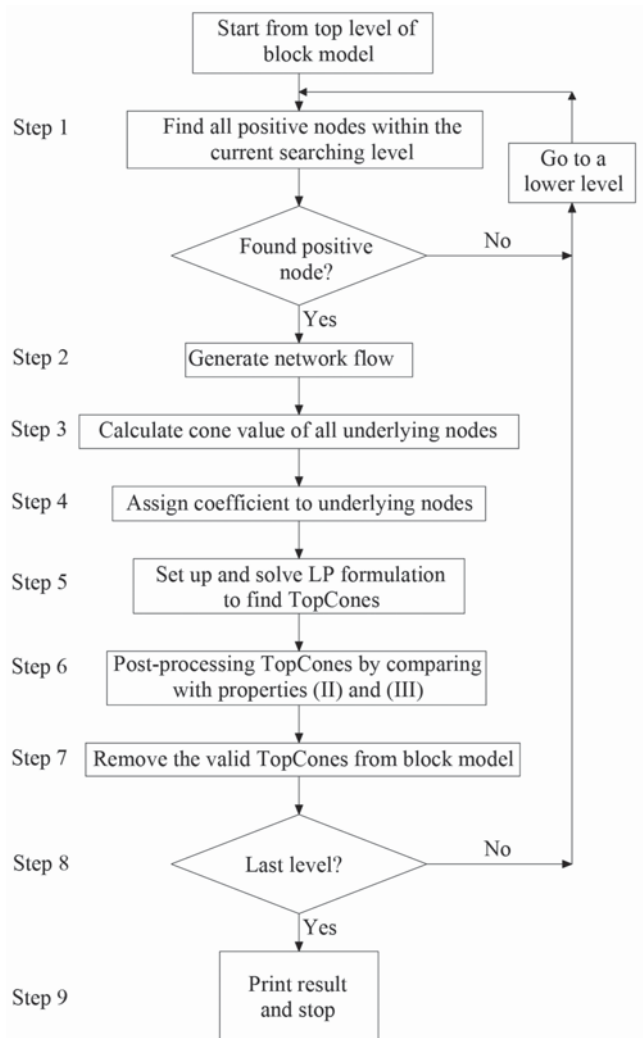 Start from top level of
block model
Step 1
Find all positive nodes within the
current searching level
Go to a
lower level
Found positive
node?
No
Yes
Step 2
Generate network flow
Step 3
Calculate cone value of all underlying nodes
Step 4
Assign coefficient to underlying nodes
Step 5
Set up and solve LP formulation
to find TopCones
Step 6
Post-processing TopCones by comparing
with properties (II) and (III)
Step 7
Remove the valid TopCones from block model
Step 8
Last level?
No
Yes
Step 9
Print result
and stop